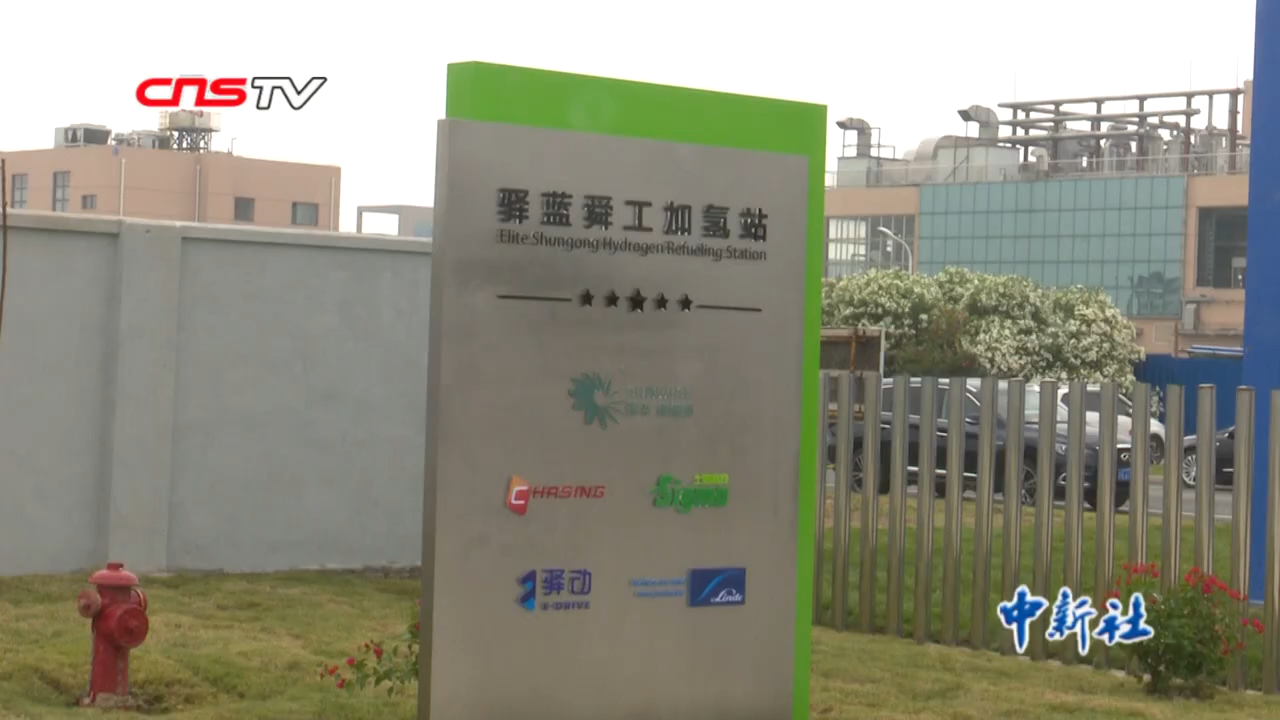 CNSTV
驿蓝舜工加氢站
Elite Shungong Hydrogen Refueling Station
CHASING
驿动
E-DRIVE
Linde
中新社